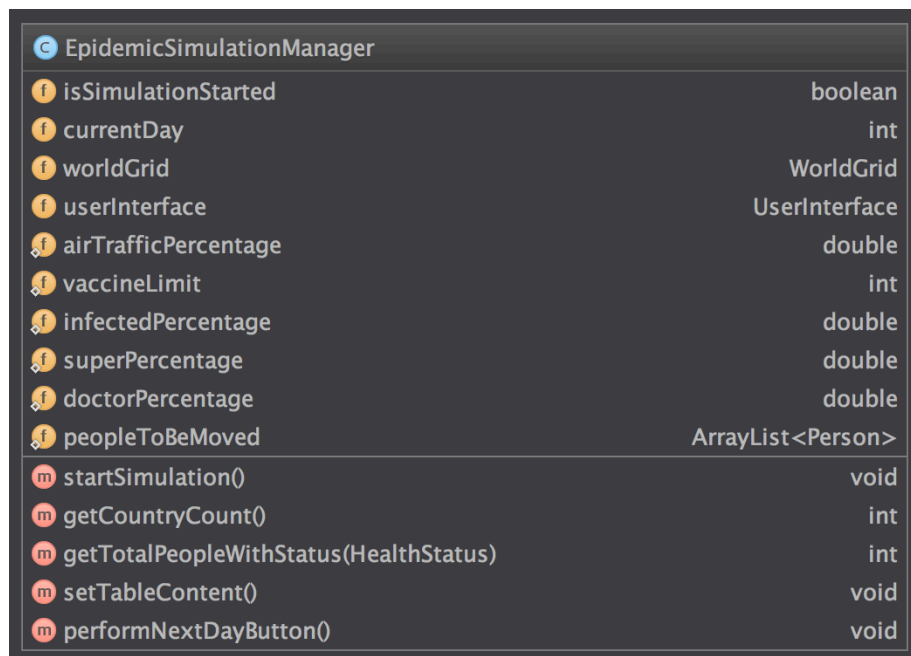 C EpidemicSimulationManager
f isSimulationStarted boolean
f currentDay int
f worldGrid WorldGrid
f userInterface UserInterface
f airTrafficPercentage double
f vaccineLimit int
f infectedPercentage double
f superPercentage double
f doctorPercentage double
f peopleToBeMoved ArrayList<Person>
m startSimulation() void
m getCountryCount() int
m getTotalPeopleWithStatus(HealthStatus) int
m setTableContent() void
m performNextDayButton() void